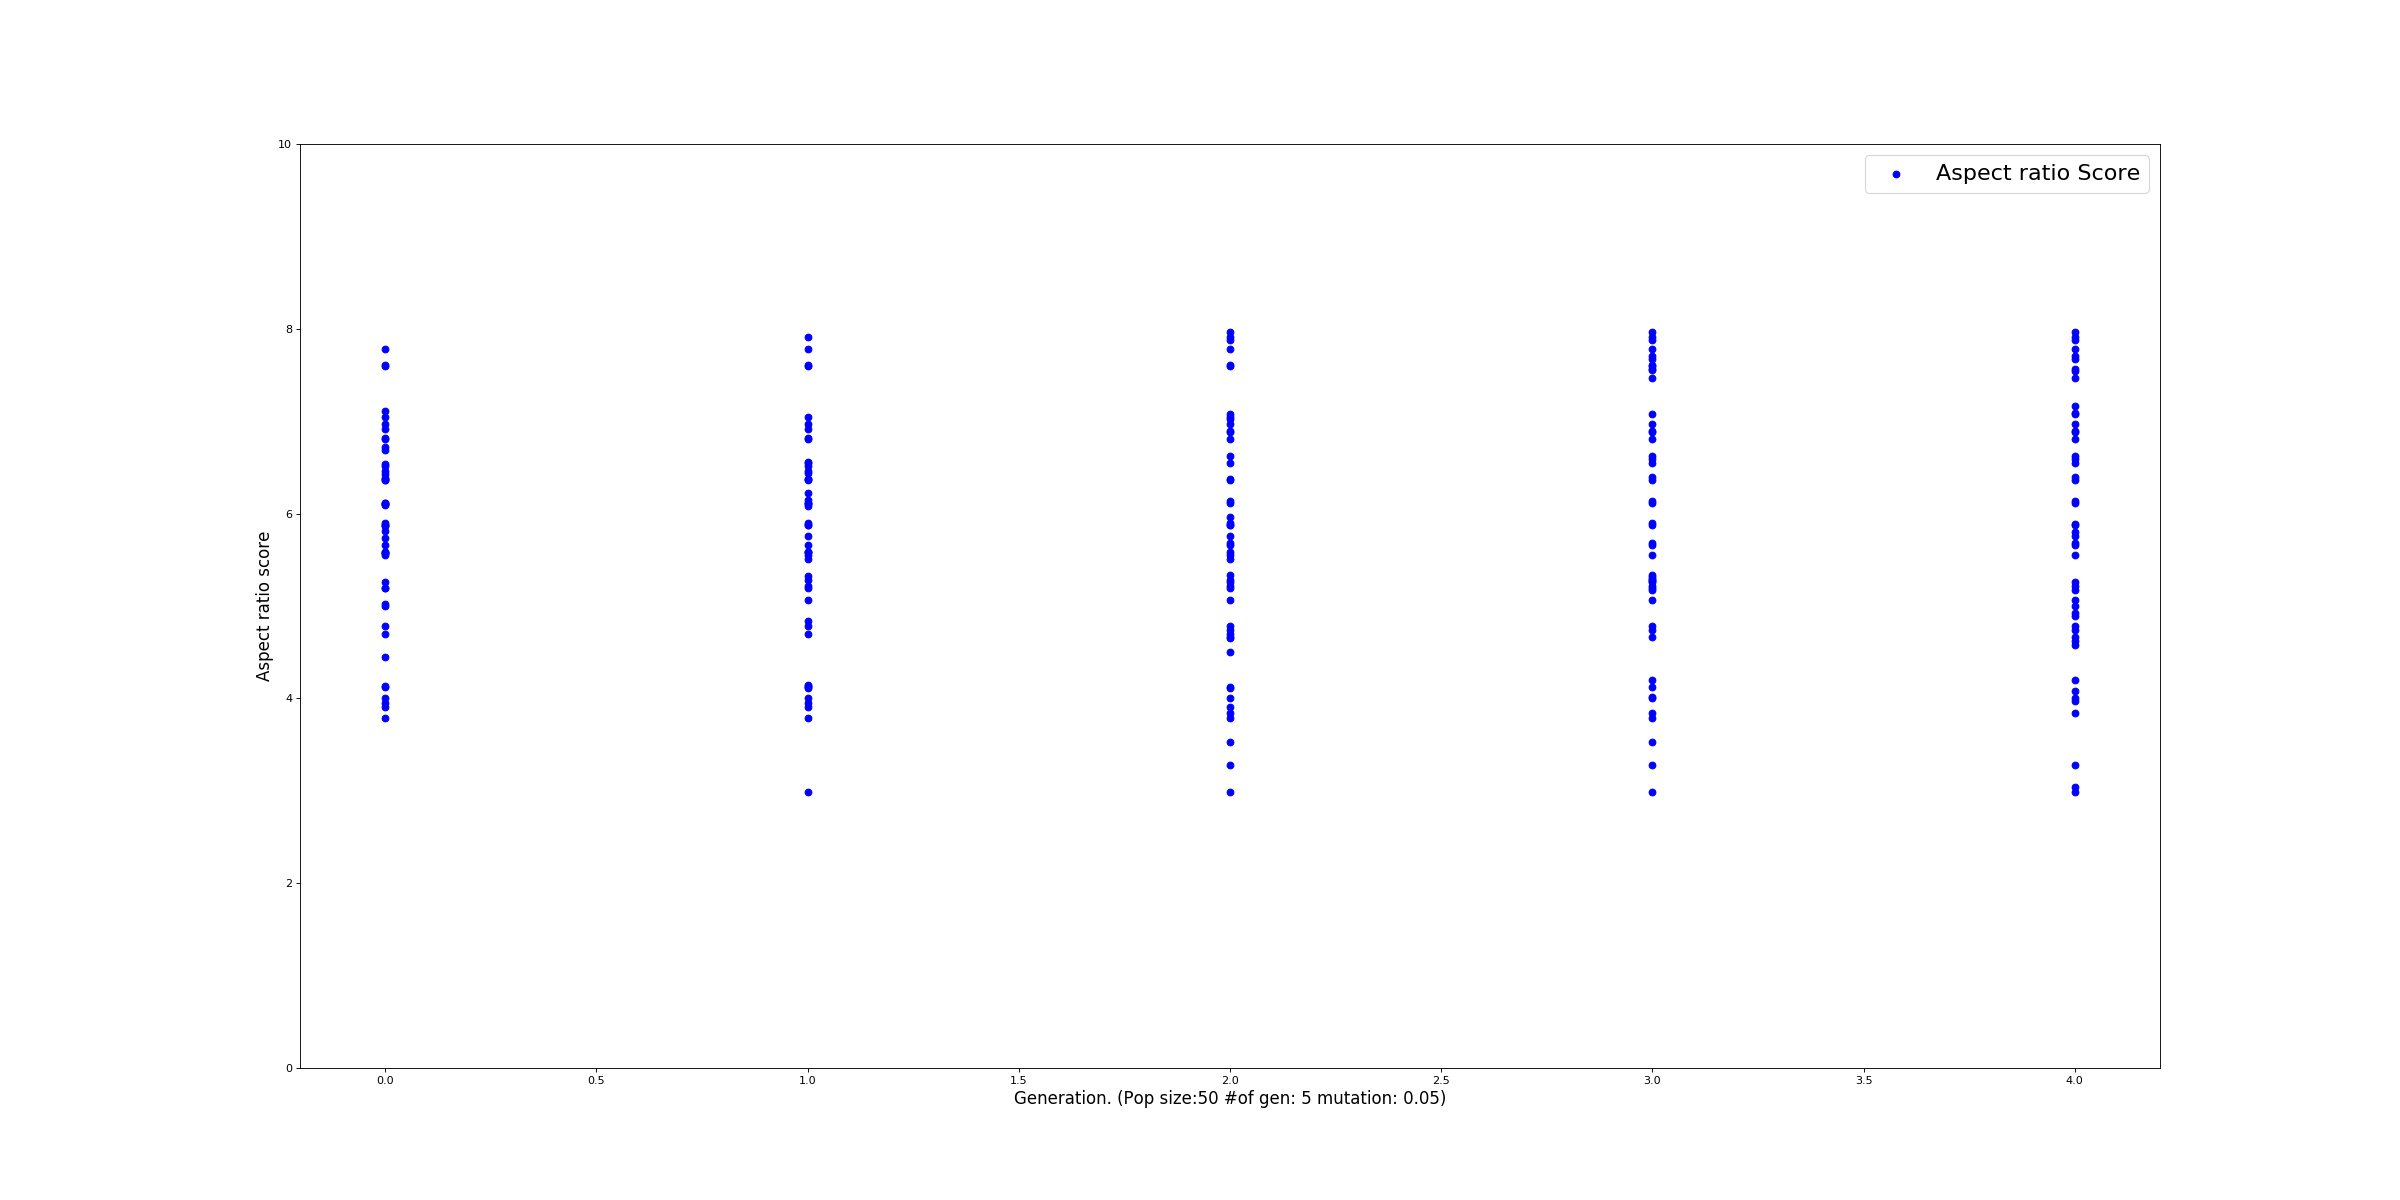 10
Aspect ratio Score
8
6
Aspect ratio score
4
2
0
0.0 0.5 1.0 1.5 2.0 2.5 3.0 3.5 4.0
Generation. (Pop size:50 #of gen: 5 mutation: 0.05)